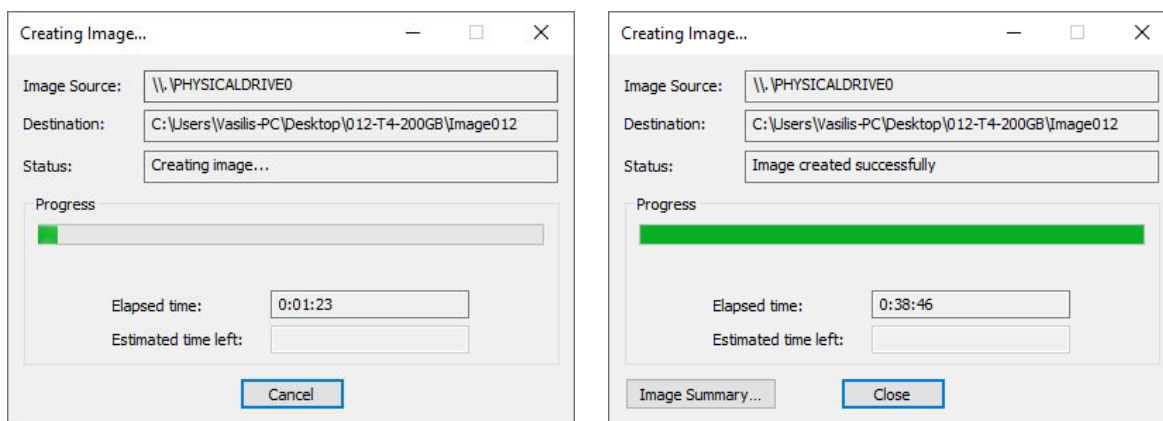 Creating Image...
Image Source: \\.\PHYSICALDRIVE0
Destination: C:\Users\Vasilis-PC\Desktop\012-T4-200GB\Image012
Status: Creating image...
Progress
Elapsed time: 0:01:23
Estimated time left:
Cancel
Creating Image...
Image Source: \\.\PHYSICALDRIVE0
Destination: C:\Users\Vasilis-PC\Desktop\012-T4-200GB\Image012
Status: Image created successfully
Progress
Elapsed time: 0:38:46
Estimated time left:
Image Summary... Close